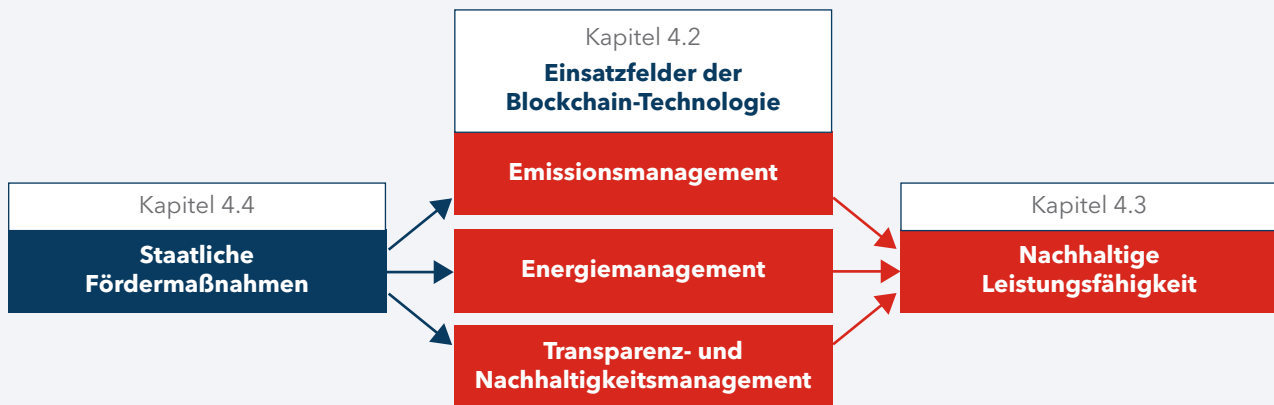 Kapitel 4.2
Einsatzfelder der
Blockchain-Technologie
Emissionsmanagement
Kapitel 4.4
Staatliche
Fördermaßnahmen
Energiemanagement
Kapitel 4.3
Nachhaltige
Leistungsfähigkeit
Transparenz- und
Nachhaltigkeitsmanagement